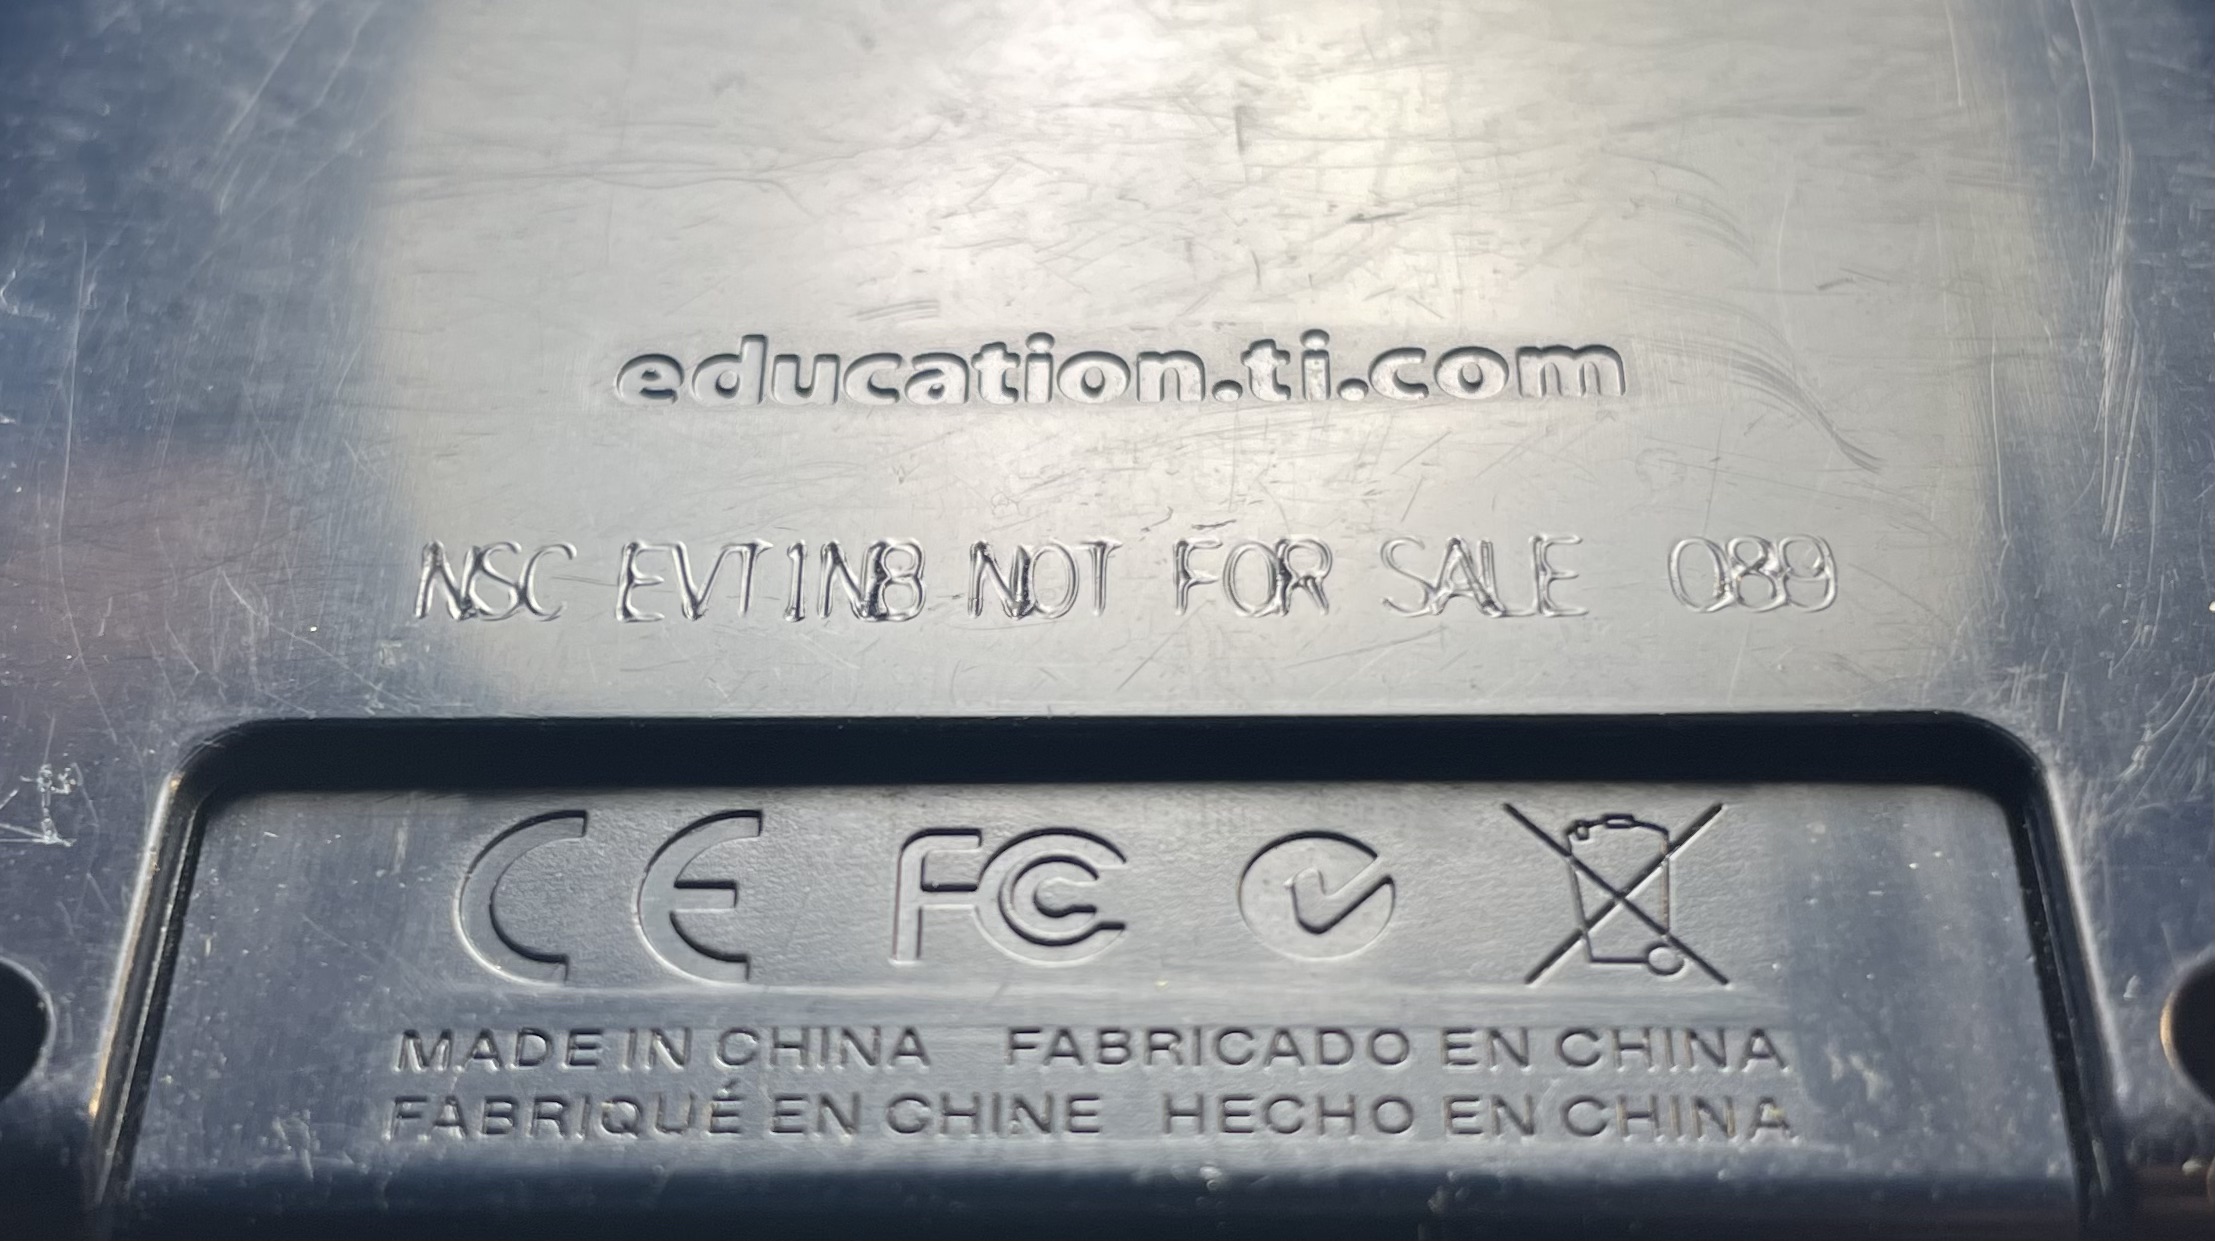 education.ti.com
NSC EVT1N8 NOT FOR SALE 089
CE FC
MADE IN CHINA FABRICADO EN CHINA
FABRIQUÉ EN CHINE HECHO EN CHINA